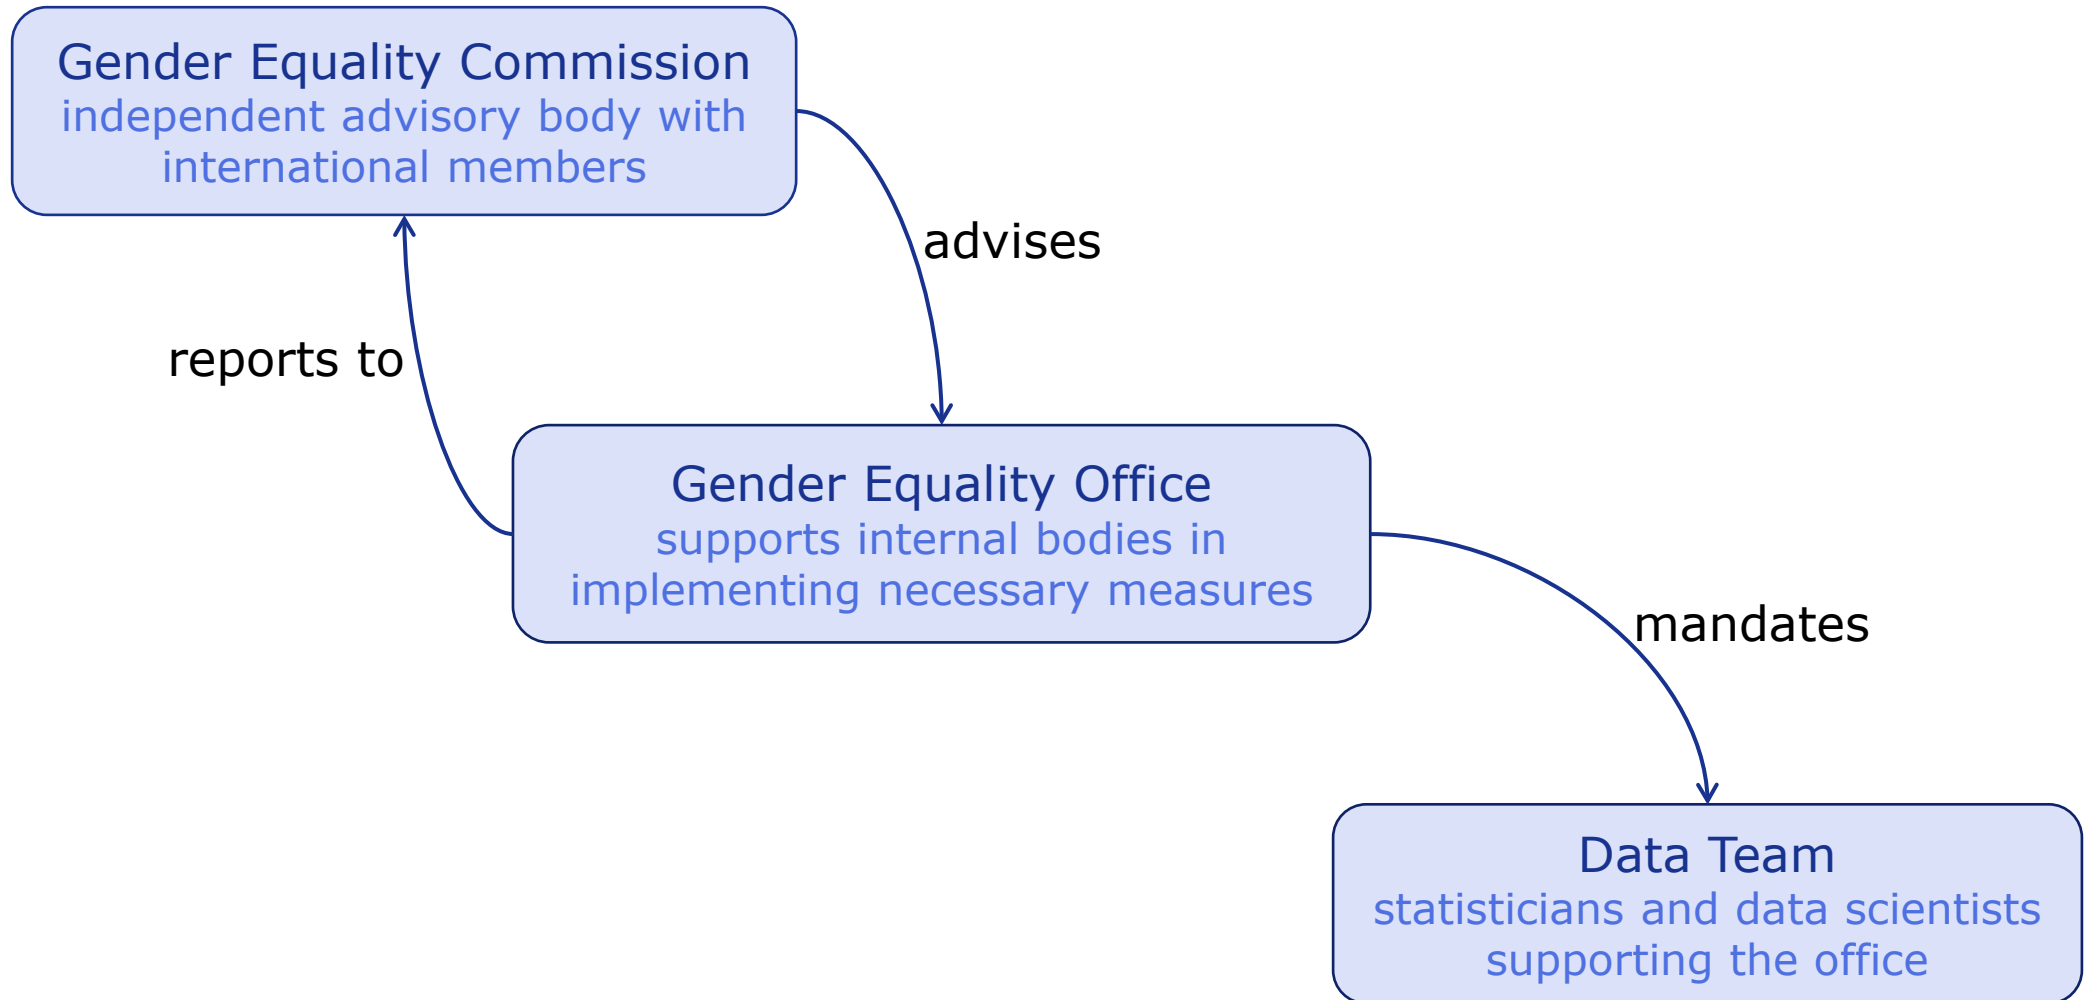 Gender Equality Commission
independent advisory body with
international members
advises
reports to
Gender Equality Office
supports internal bodies in
implementing necessary measures
mandates
Data Team
statisticians and data scientists
supporting the office